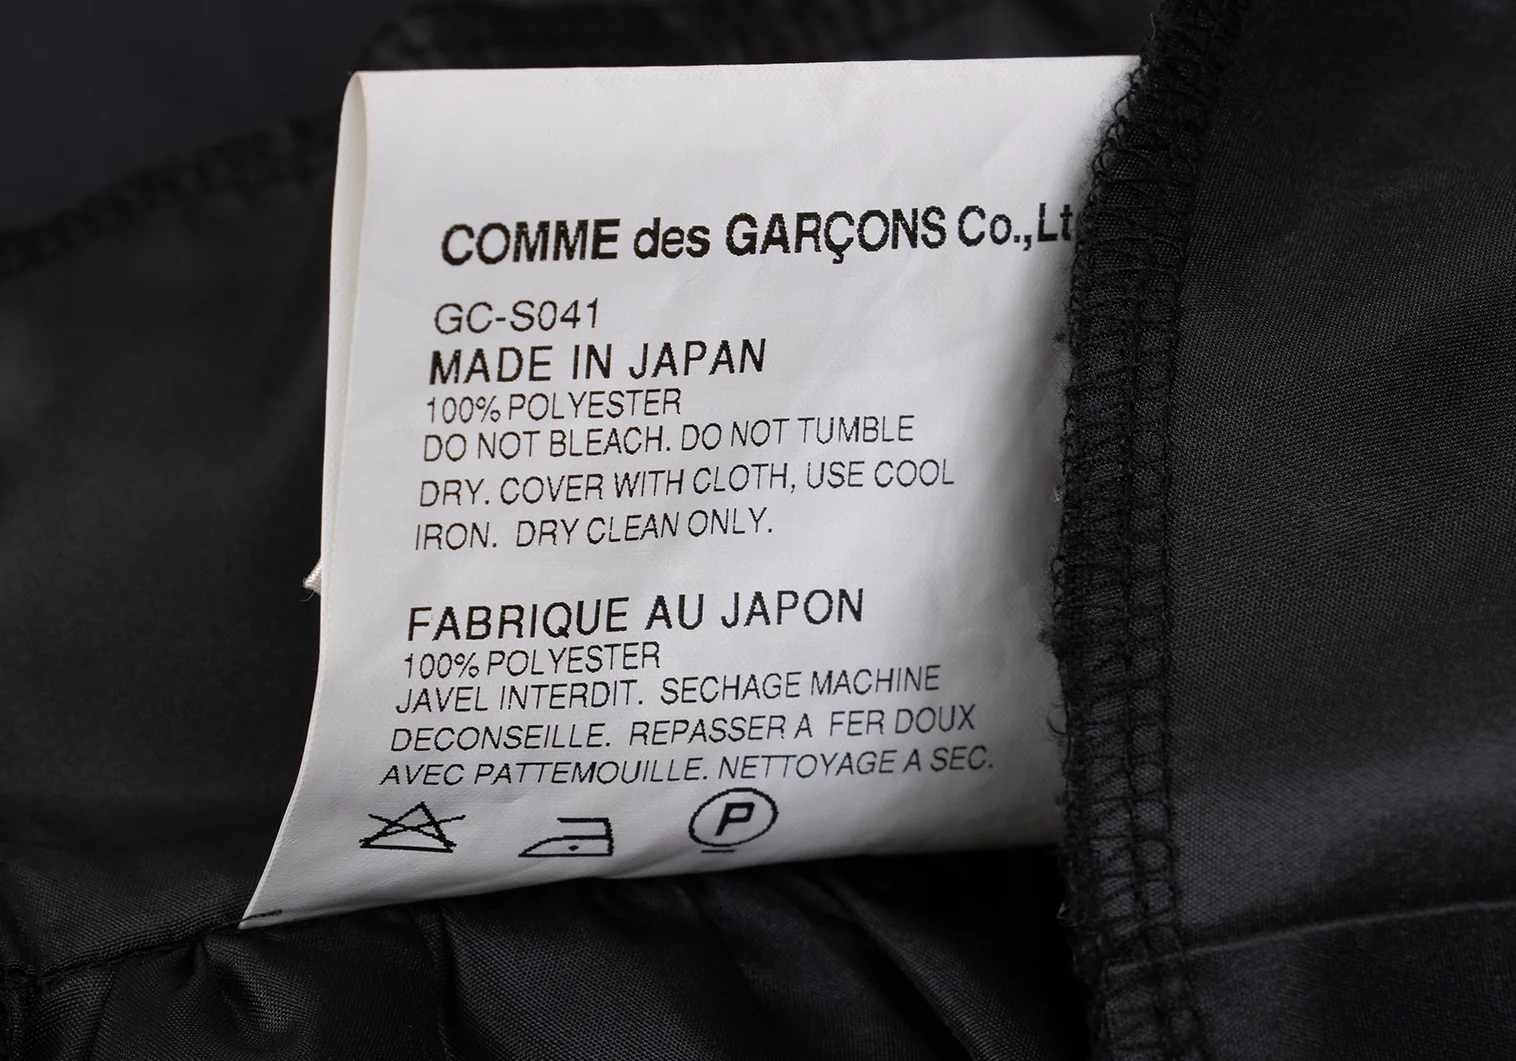 COMME des GARÇONS Co.,Lt
GC-S041
MADE IN JAPAN
100% POLYESTER
DO NOT BLEACH. DO NOT TUMBLE
DRY. COVER WITH CLOTH, USE COOL
IRON. DRY CLEAN ONLY.
FABRIQUE AU JAPON
100% POLYESTER
JAVEL INTERDIT. SECHAGE MACHINE
DECONSEILLE. REPASSER A FER DOUX
AVEC PATTEMOUILLE. NETTOYAGE A SEC.
P